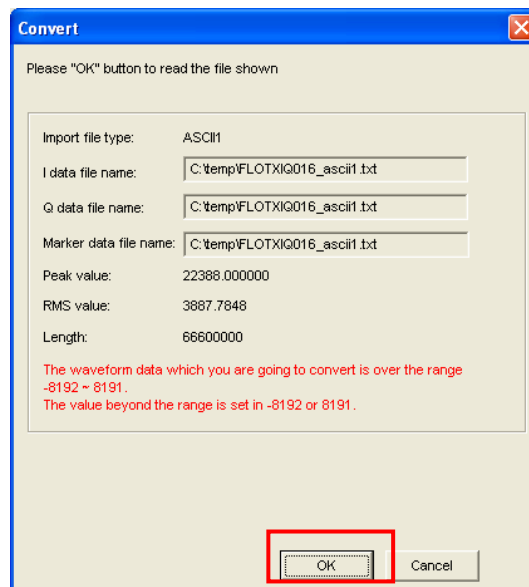 Convert
Please "OK" button to read the file shown
Import file type: ASCII1
I data file name: C:\temp\FLOTXIQ016_ascii1.txt
Q data file name: C:\temp\FLOTXIQ016_ascii1.txt
Marker data file name: C:\temp\FLOTXIQ016_ascii1.txt
Peak value: 22388.000000
RMS value: 3887.7848
Length: 66600000
The waveform data which you are going to convert is over the range
-8192 ~ 8191.
The value beyond the range is set in -8192 or 8191.
OK Cancel